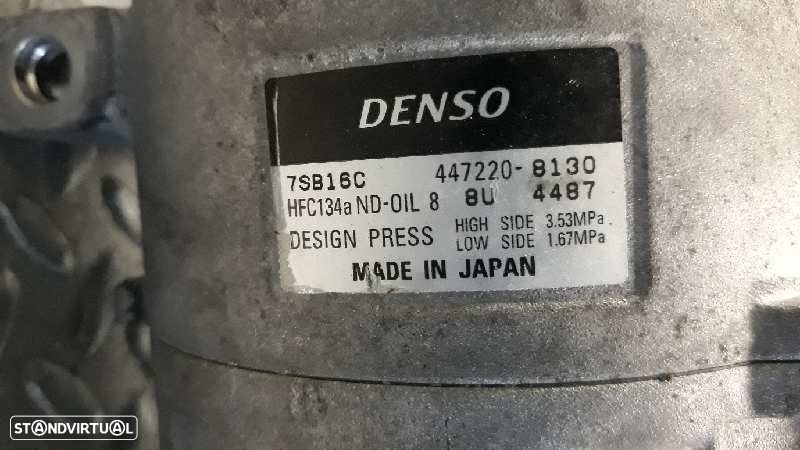 DENSO
7SB16C 447220-8130
HFC134a ND-OIL 8 8U 4487
DESIGN PRESS HIGH SIDE 3.53MPa.
LOW SIDE 1.67MPa
MADE IN JAPAN
STANDVIRTUAL